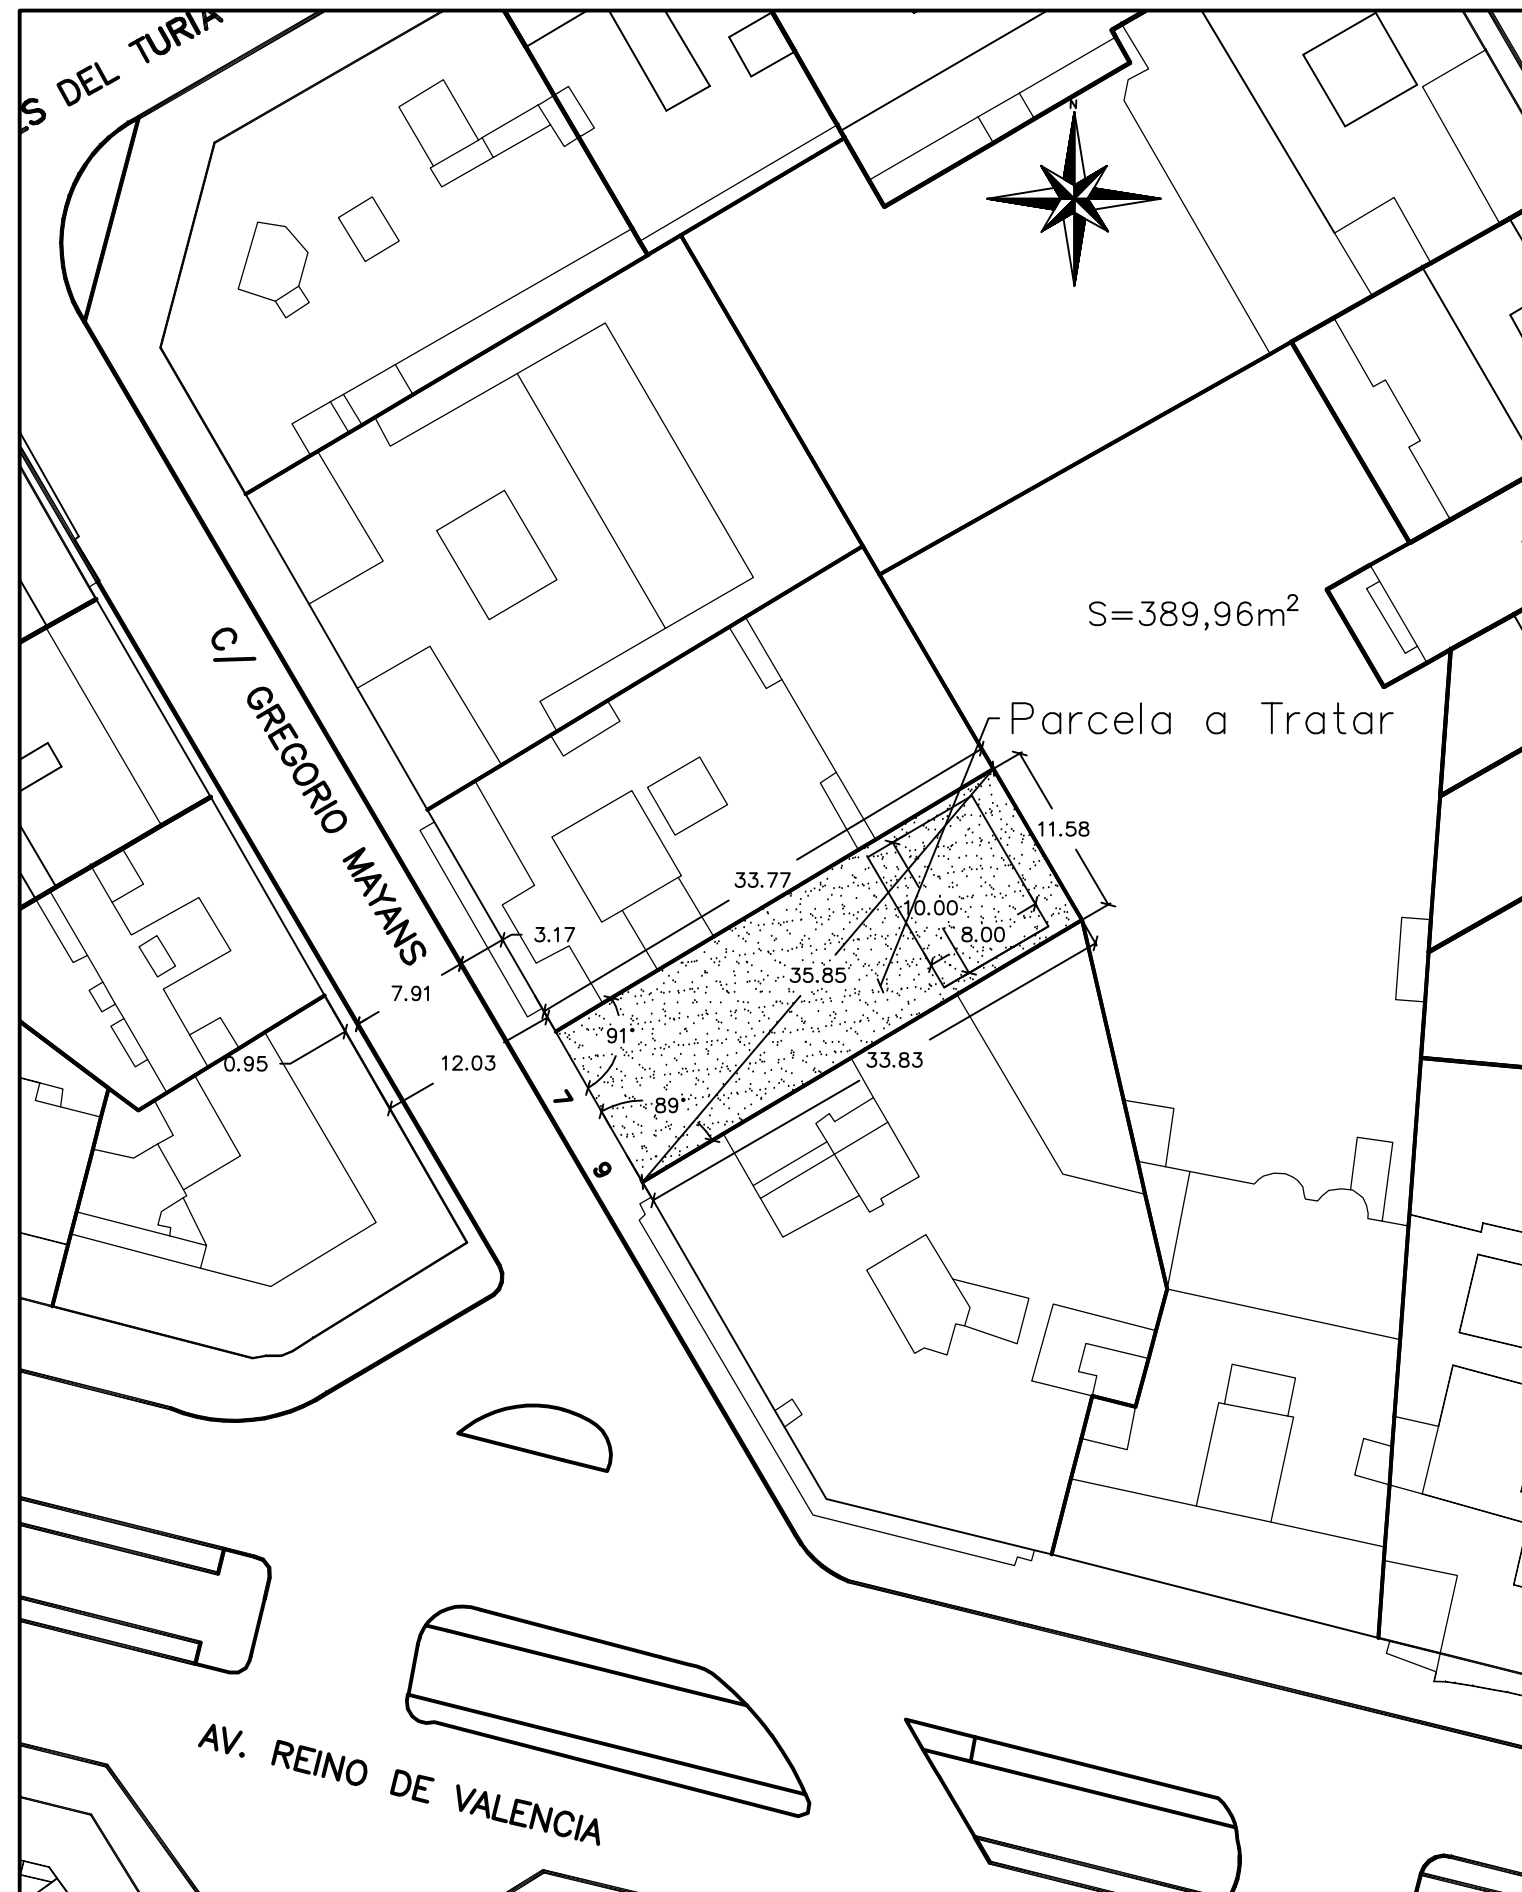 ES DEL TURIA
N
S=389,96m²
C/ GREGORIO MAYANS
Parcela a Tratar
11.58
33.77
10.00
3.17
8.00
35.85
7.91
91°
12.03
33.83
0.95
7
89°
9
AV. REINO DE VALENCIA